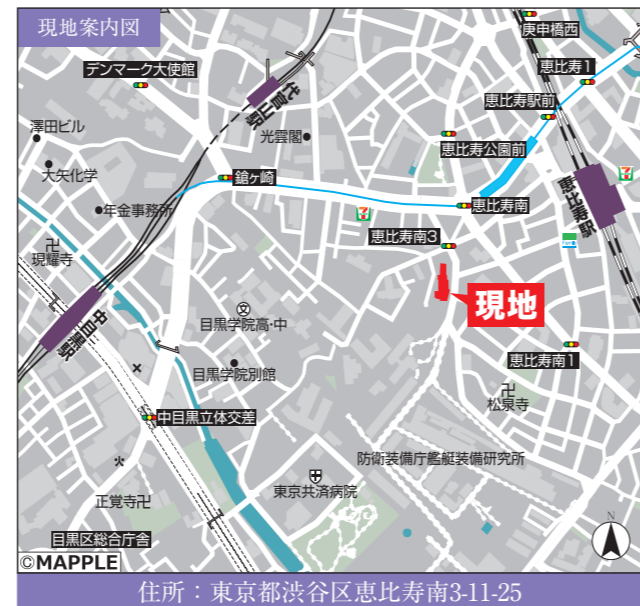 現地案内図
庚申橋西
デンマーク大使館
代官山駅
恵比寿1
恵比寿駅前
澤田ビル
光雲閣
恵比寿公園前
大矢化学
鎗ヶ崎
恵比寿南
年金事務所
恵比寿駅
恵比寿南3
現耀寺
現地
目黒学院高・中
文
中目黒駅
目黒学院別館
恵比寿南1
松泉寺
中目黒立体交差
防衛装備庁艦艇装備研究所
東京共済病院
正覚寺
目黒区総合庁舎
N
©MAPPLE
住所：東京都渋谷区恵比寿南3-11-25